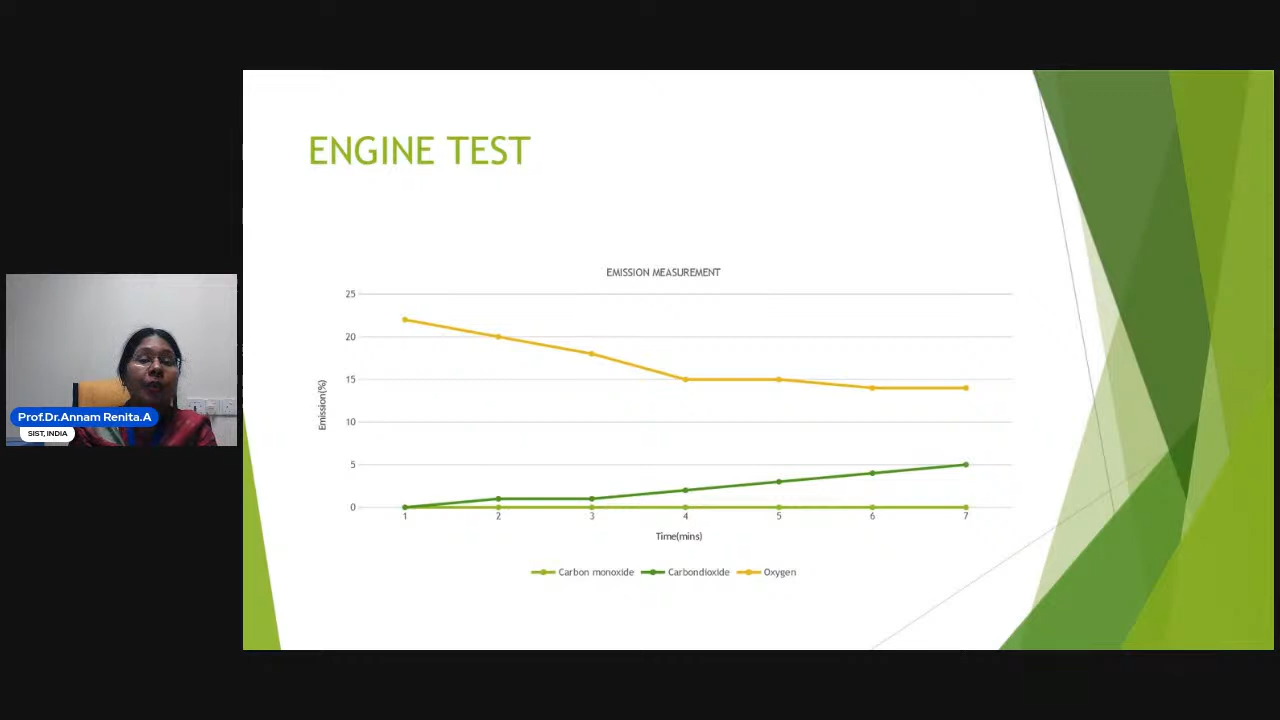 ENGINE TEST
EMISSION MEASUREMENT
25
20
15
10
5
0
Emission(%)
1 2 3 4 5 6 7
Time(mins)
Carbon monoxide Carbondioxide Oxygen
Prof.Dr.Annam Renita.A
SIST, INDIA